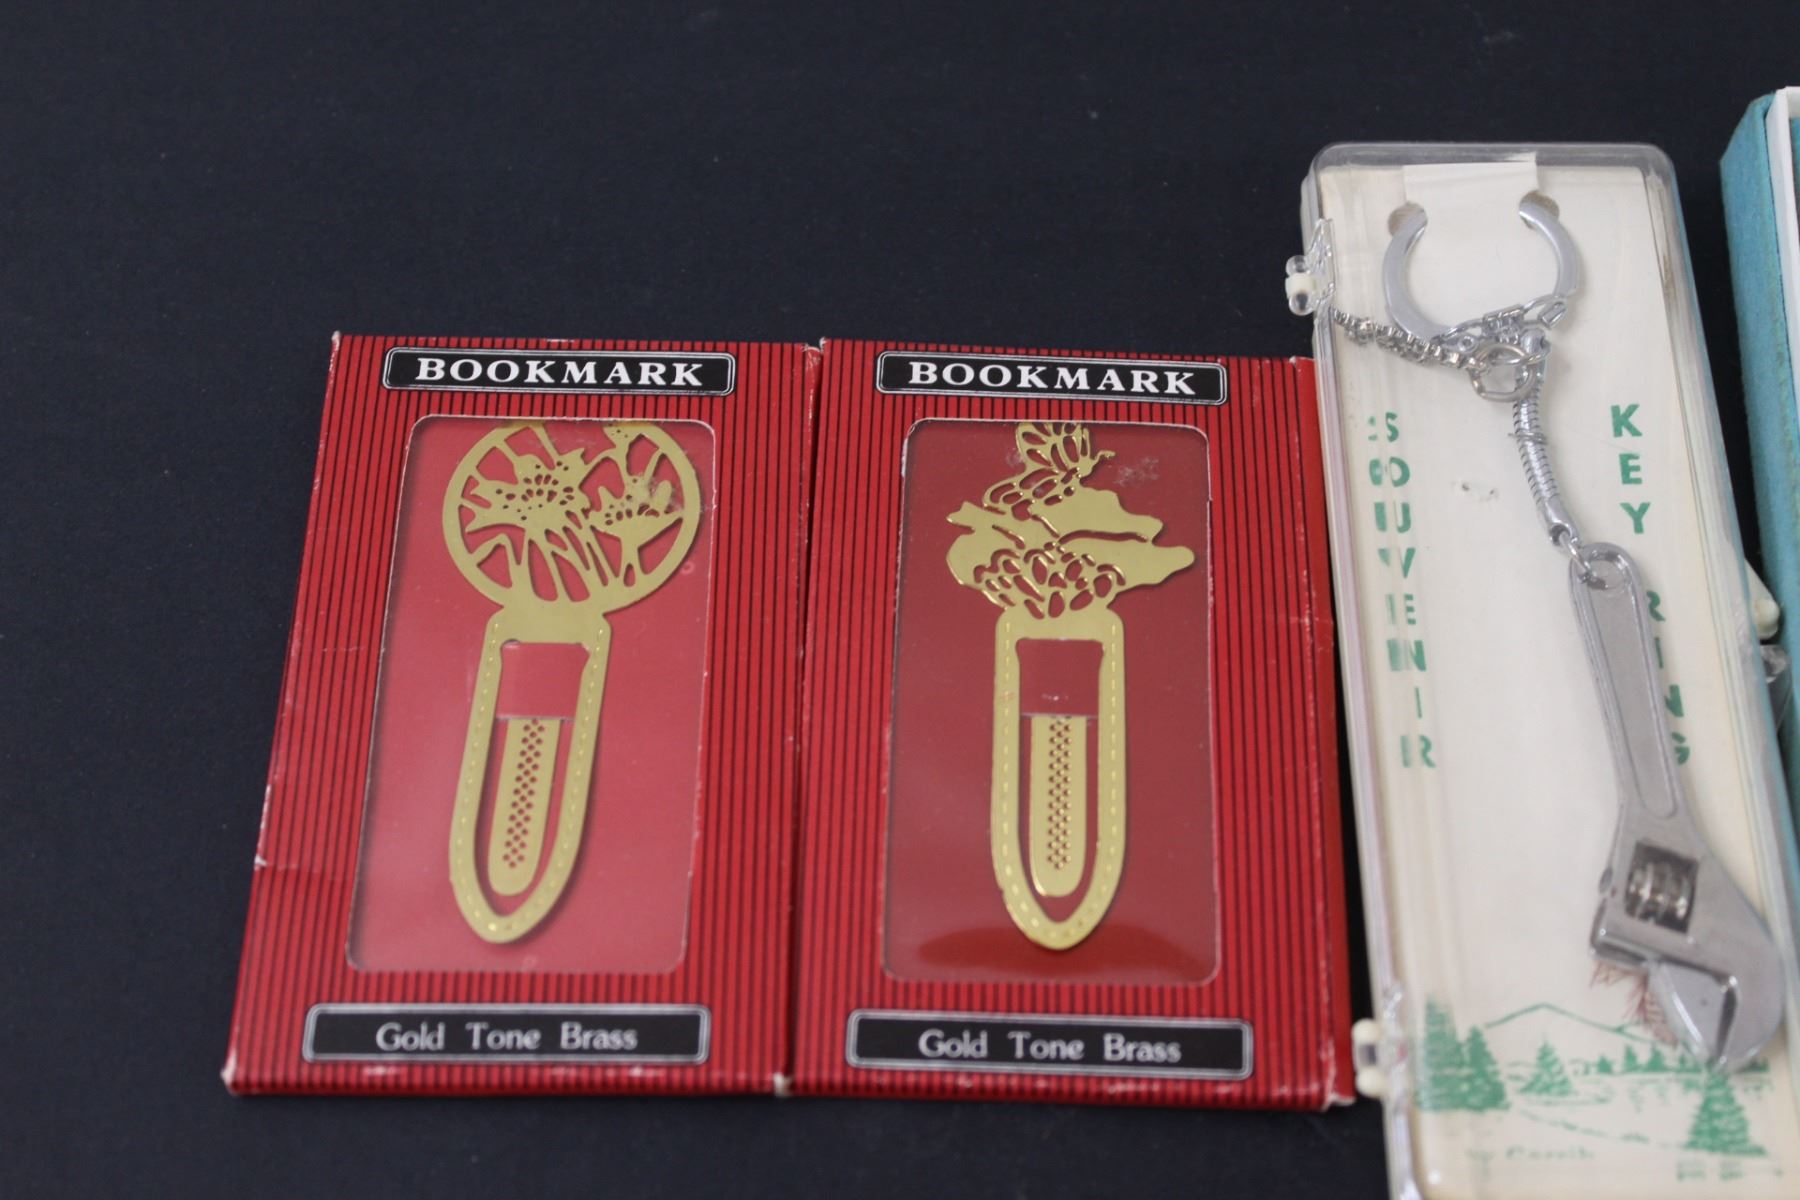 BOOKMARK
Gold Tone Brass
BOOKMARK
Gold Tone Brass
SOUVENIR
KEY RING